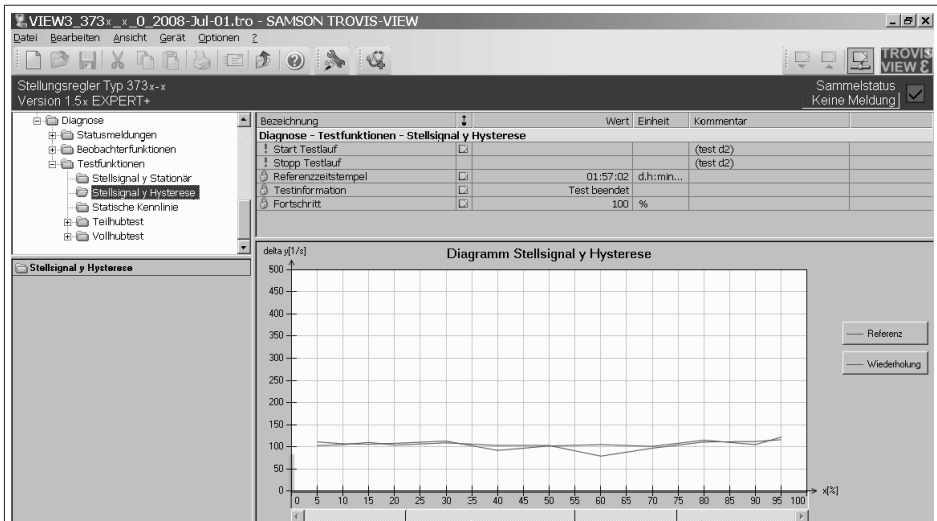 VIEW3_373x_x_0_2008-Jul-01.tro - SAMSON TROVIS-VIEW
Datei Bearbeiten Ansicht Gerät Optionen ?
TROVIS
VIEW 3
Stellungsregler Typ 373x-x
Version 1.5x EXPERT+
Sammelstatus
Keine Meldung
Diagnose
Statusmeldungen
Beobachterfunktionen
Testfunktionen
Stellsignal y Stationär
Stellsignal y Hysterese
Statische Kennlinie
Teilhubtest
Vollhubtest
Stellsignal y Hysterese
Bezeichnung Wert Einheit Kommentar
Diagnose - Testfunktionen - Stellsignal y Hysterese
! Start Testlauf (test d2)
! Stopp Testlauf (test d2)
Referenzzeitstempel 01:57:02 d.h:min...
Testinformation Test beendet
Fortschritt 100 %
delta y[1/s]
Diagramm Stellsignal y Hysterese
500
450
400
350
300
250
200
150
100
50
0
0 5 10 15 20 25 30 35 40 45 50 55 60 65 70 75 80 85 90 95 100
x[%]
Referenz
Wiederholung